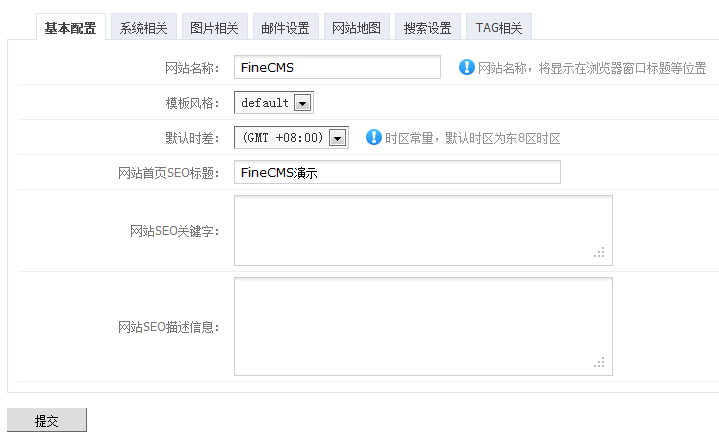 基本配置 系统相关 图片相关 邮件设置 网站地图 搜索设置 TAG相关
网站名称： FineCMS 网站名称，将显示在浏览器窗口标题等位置
模板风格： default
默认时差： (GMT +08:00) 时区常量，默认时区为东8区时区
网站首页SEO标题： FineCMS演示
网站SEO关键字：
网站SEO描述信息：
提交